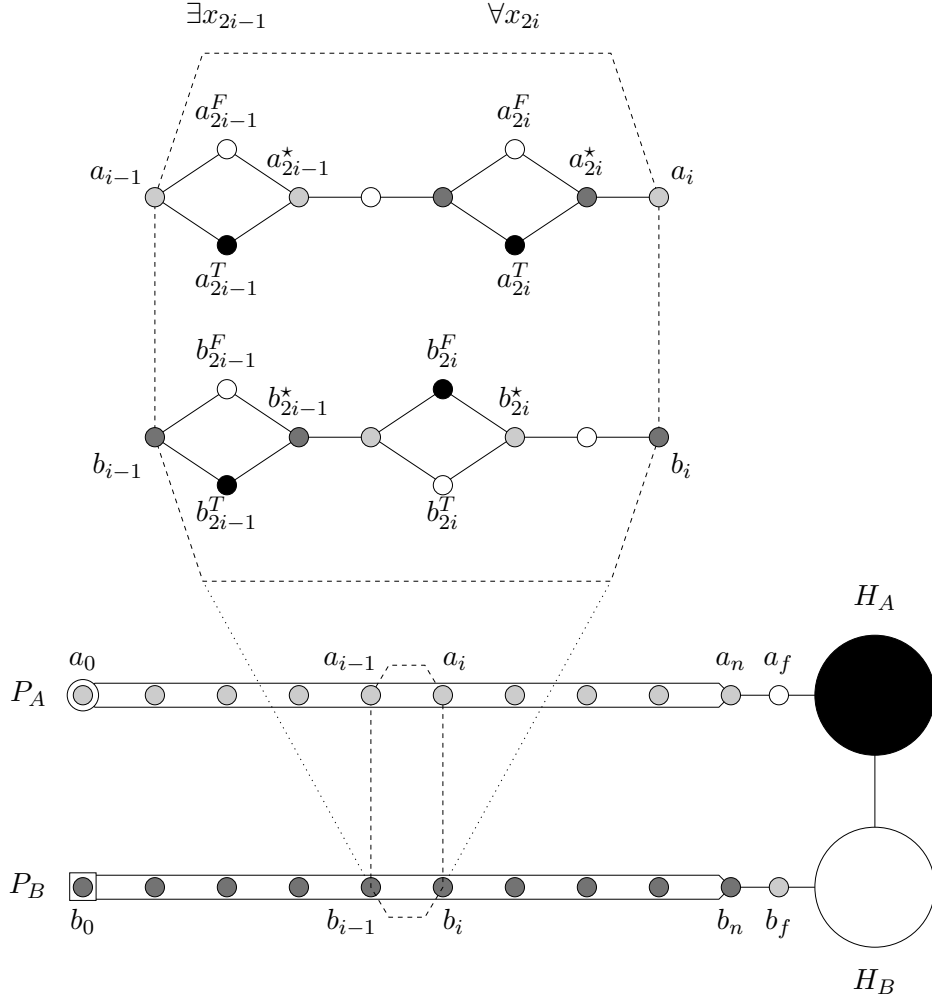 ∃x_{2i−1} ∀x_{2i}
a^F_{2i−1} a^F_{2i}
a_{i−1} a^⋆_{2i−1} a^⋆_{2i} a_i
a^T_{2i−1} a^T_{2i}
b^F_{2i−1} b^F_{2i}
b^⋆_{2i−1} b^⋆_{2i}
b_{i−1} b_i
b^T_{2i−1} b^T_{2i}
H_A
a_0 a_{i−1} a_i a_n a_f
P_A
P_B
b_0 b_{i−1} b_i b_n b_f
H_B